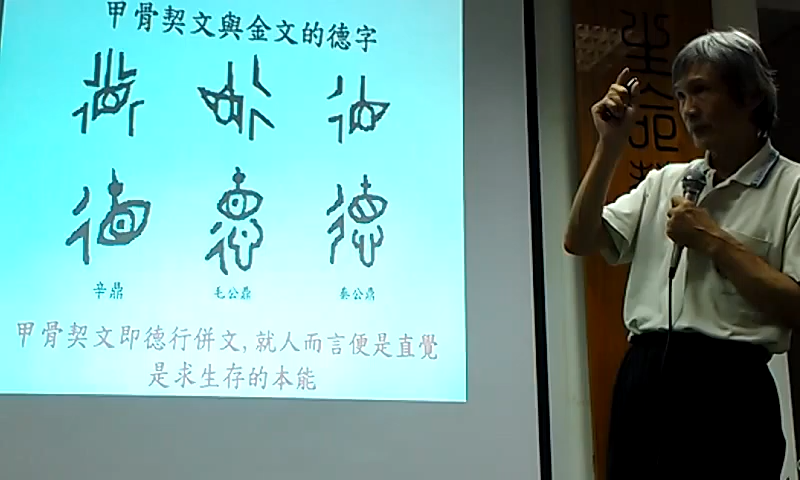 甲骨契文與金文的德字
辛鼎 毛公鼎 秦公鼎
甲骨契文即德行併文,就人而言便是直覺
是求生存的本能